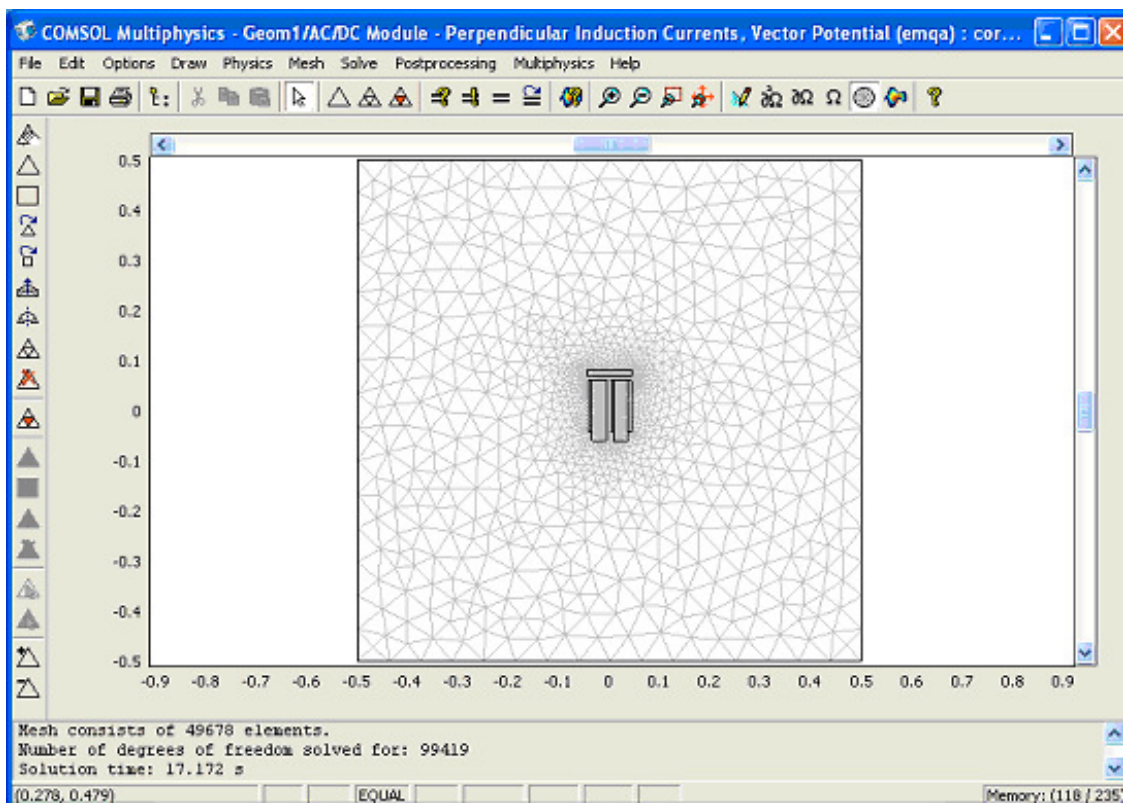 COMSOL Multiphysics - Geom1/AC/DC Module - Perpendicular Induction Currents, Vector Potential (emqa) : cor...
File Edit Options Draw Physics Mesh Solve Postprocessing Multiphysics Help
0.5
0.4
0.3
0.2
0.1
0
-0.1
-0.2
-0.3
-0.4
-0.5
-0.9 -0.8 -0.7 -0.6 -0.5 -0.4 -0.3 -0.2 -0.1 0 0.1 0.2 0.3 0.4 0.5 0.6 0.7 0.8 0.9
Mesh consists of 49678 elements.
Number of degrees of freedom solved for: 99419
Solution time: 17.172 s
(0.278, 0.479) EQUAL Memory: (118 / 235)